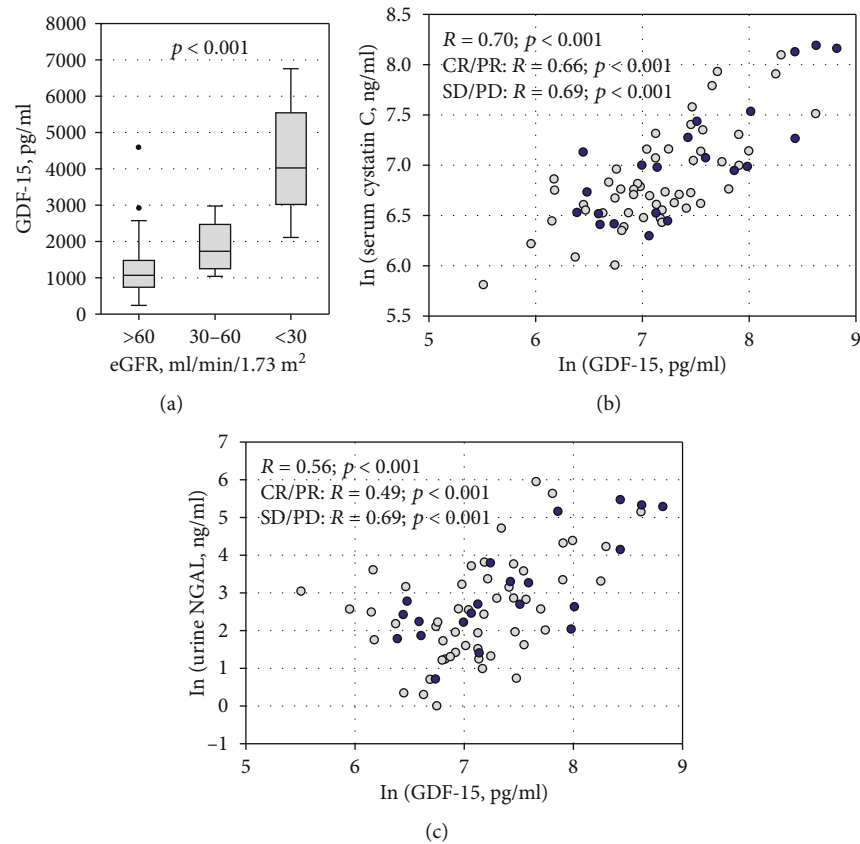 8000
7000
6000
5000
4000
3000
2000
1000
0
GDF-15, pg/ml
p < 0.001
>60
30–60
<30
eGFR, ml/min/1.73 m²
(a)
8.5
8.0
7.5
7.0
6.5
6.0
5.5
ln (serum cystatin C, ng/ml)
R = 0.70; p < 0.001
CR/PR: R = 0.66; p < 0.001
SD/PD: R = 0.69; p < 0.001
5
6
7
8
9
ln (GDF-15, pg/ml)
(b)
7
6
5
4
3
2
1
0
−1
ln (urine NGAL, ng/ml)
R = 0.56; p < 0.001
CR/PR: R = 0.49; p < 0.001
SD/PD: R = 0.69; p < 0.001
5
6
7
8
9
ln (GDF-15, pg/ml)
(c)